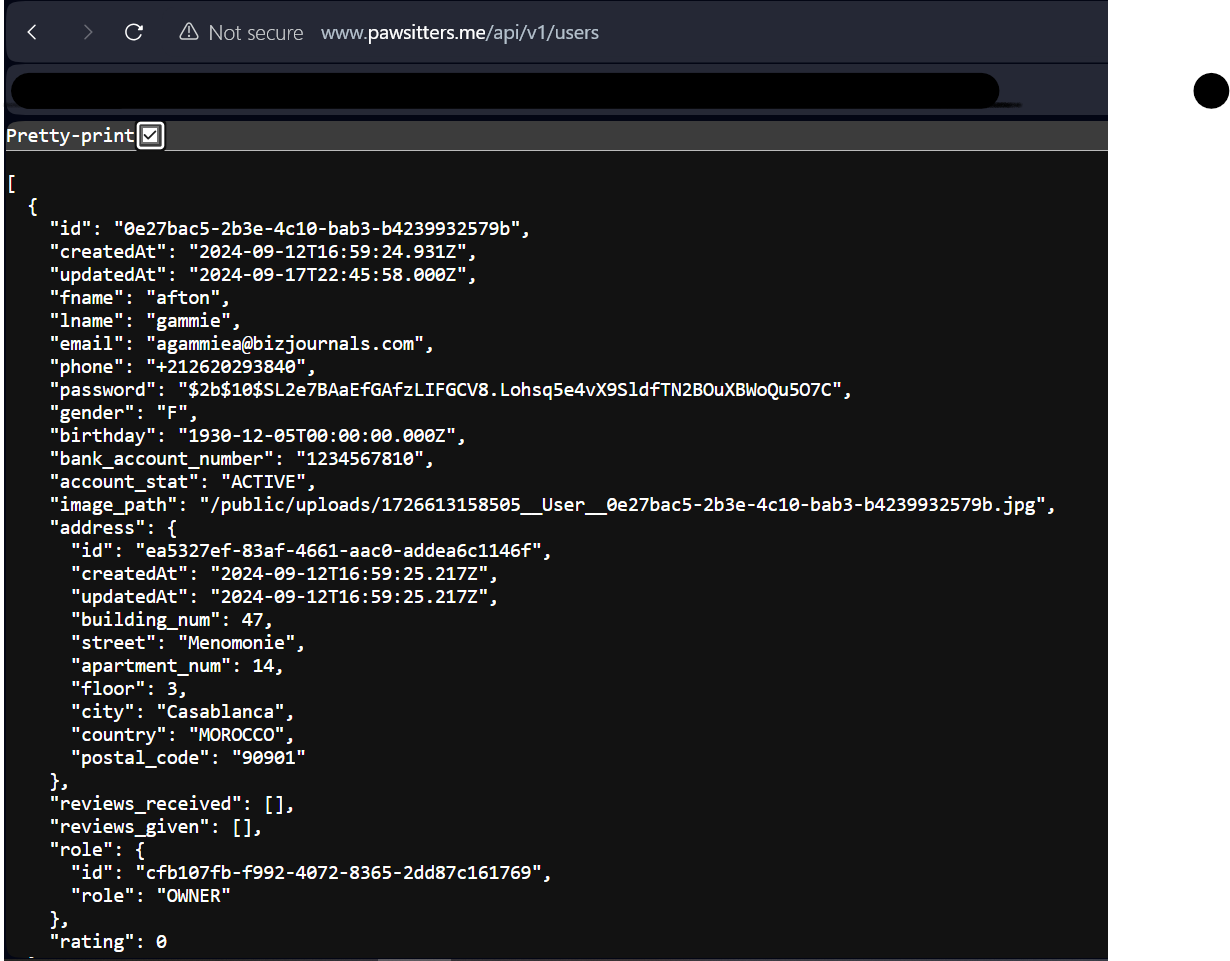 Not secure www.pawsitters.me/api/v1/users
Pretty-print
[
{
"id": "0e27bac5-2b3e-4c10-bab3-b4239932579b",
"createdAt": "2024-09-12T16:59:24.931Z",
"updatedAt": "2024-09-17T22:45:58.000Z",
"fname": "afton",
"lname": "gammie",
"email": "agammiea@bizjournals.com",
"phone": "+212620293840",
"password": "$2b$10$SL2e7BAaEfGAfzLIFGCV8.Lohsq5e4vX9SldfTN2BOuXBWoQu5O7C",
"gender": "F",
"birthday": "1930-12-05T00:00:00.000Z",
"bank_account_number": "1234567810",
"account_stat": "ACTIVE",
"image_path": "/public/uploads/1726613158505__User__0e27bac5-2b3e-4c10-bab3-b4239932579b.jpg",
"address": {
"id": "ea5327ef-83af-4661-aac0-addea6c1146f",
"createdAt": "2024-09-12T16:59:25.217Z",
"updatedAt": "2024-09-12T16:59:25.217Z",
"building_num": 47,
"street": "Menomonie",
"apartment_num": 14,
"floor": 3,
"city": "Casablanca",
"country": "MOROCCO",
"postal_code": "90901"
},
"reviews_received": [],
"reviews_given": [],
"role": {
"id": "cfb107fb-f992-4072-8365-2dd87c161769",
"role": "OWNER"
},
"rating": 0